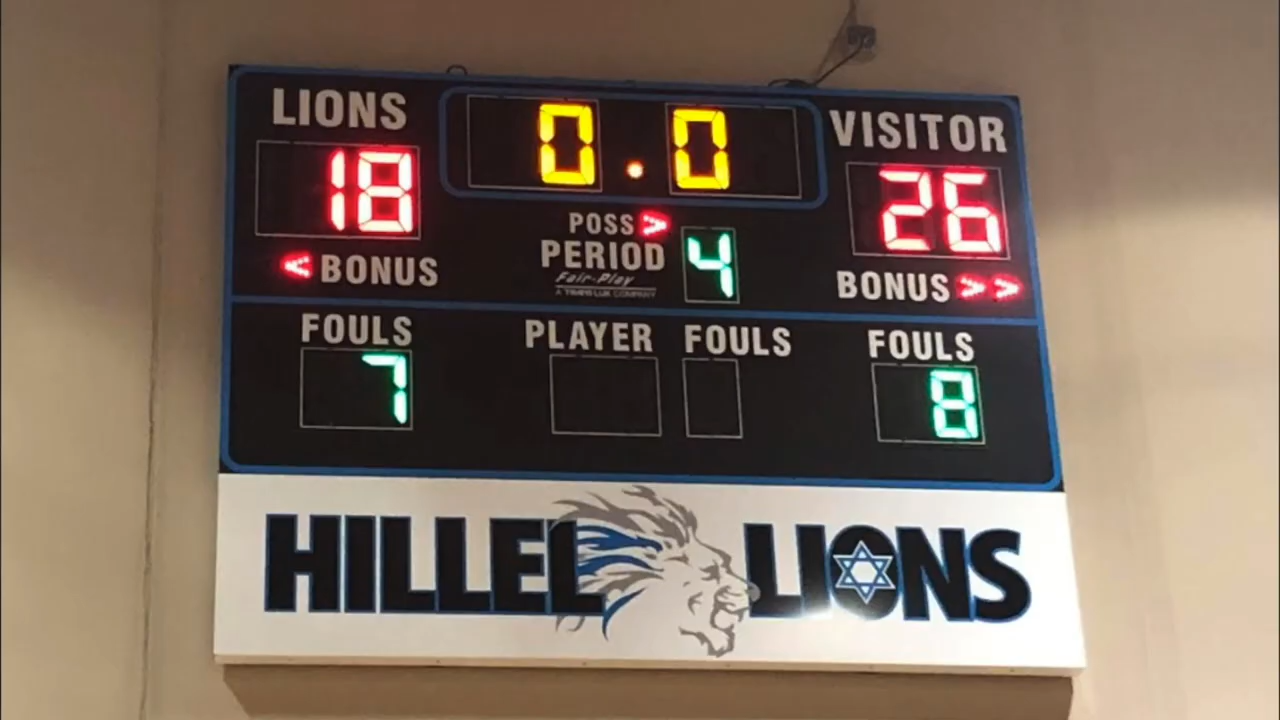 LIONS
0.0
VISITOR
18
26
POSS >
< BONUS
PERIOD 4
BONUS > >
Fair-Play
A TRANS-LUX COMPANY
FOULS
PLAYER FOULS
FOULS
7
8
HILLEL LIONS